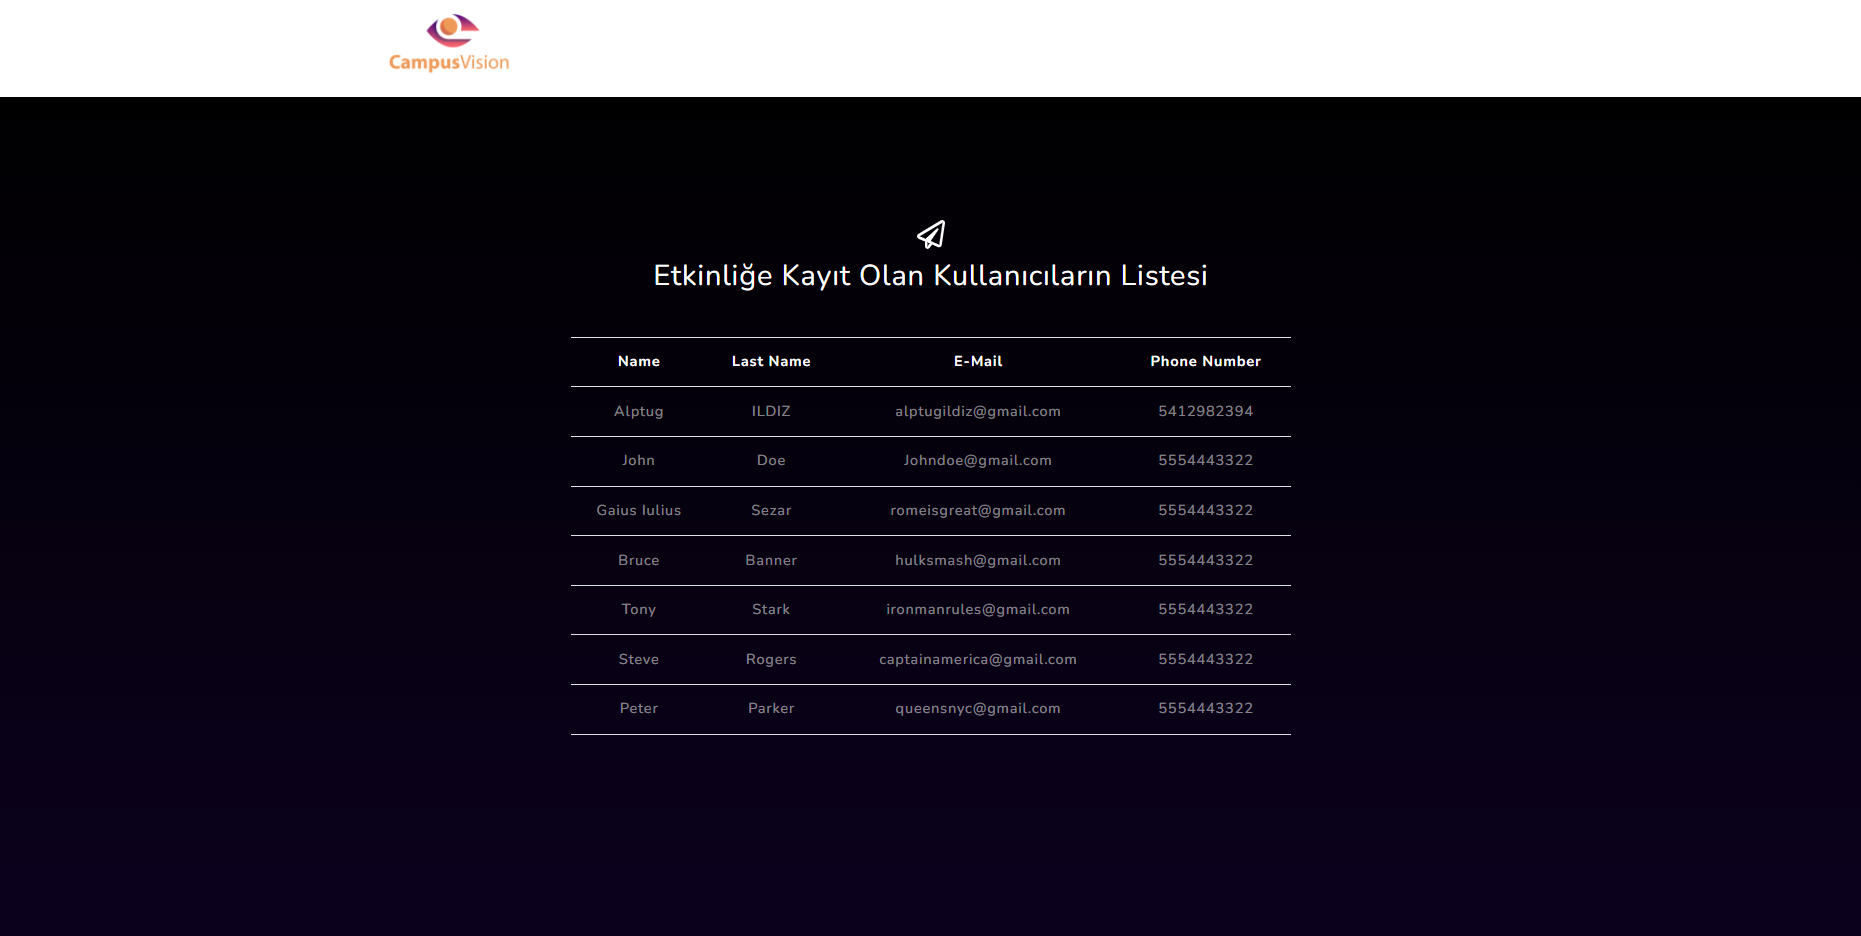 CampusVision
Etkinliğe Kayıt Olan Kullanıcıların Listesi
Name Last Name E-Mail Phone Number
Alptug ILDIZ alptugildiz@gmail.com 5412982394
John Doe Johndoe@gmail.com 5554443322
Gaius Iulius Sezar romeisgreat@gmail.com 5554443322
Bruce Banner hulksmash@gmail.com 5554443322
Tony Stark ironmanrules@gmail.com 5554443322
Steve Rogers captainamerica@gmail.com 5554443322
Peter Parker queensnyc@gmail.com 5554443322